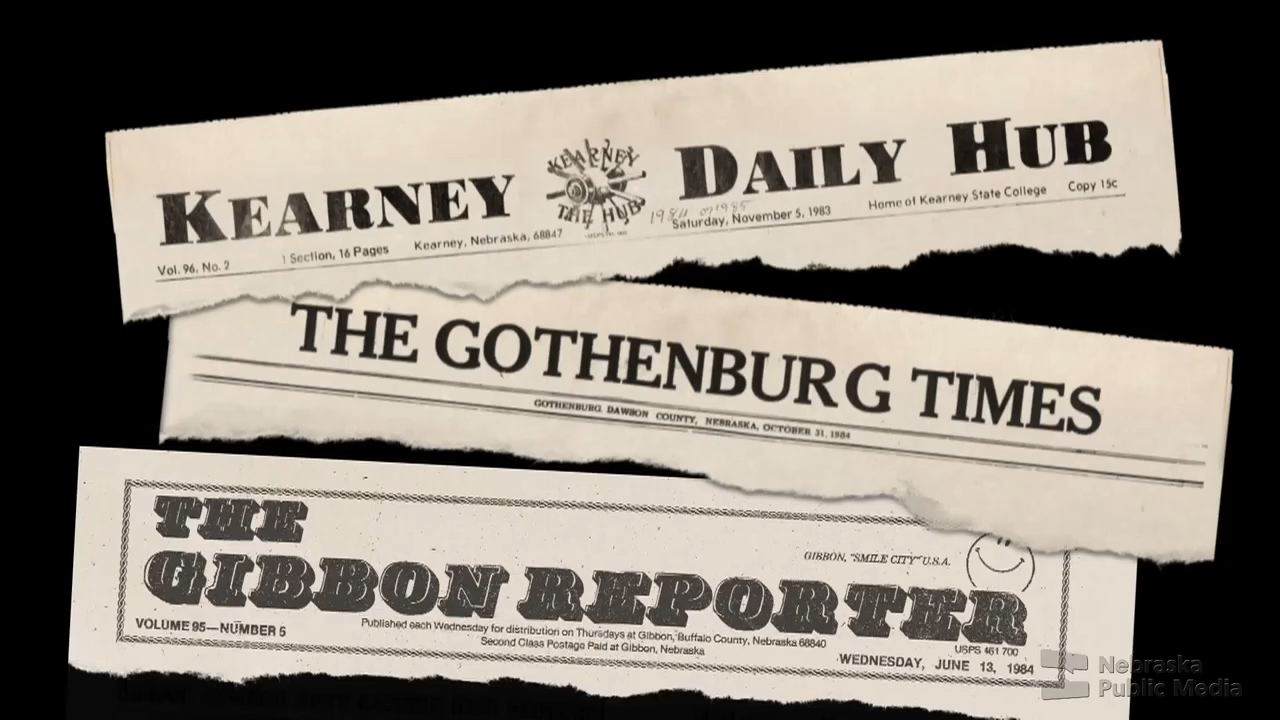 KEARNEY DAILY HUB
KEARNEY
THE HUB
Vol. 96, No. 2 1 Section, 16 Pages Kearney, Nebraska, 68847 Saturday, November 5, 1983 Home of Kearney State College Copy 15c
THE GOTHENBURG TIMES
GOTHENBURG, DAWSON COUNTY, NEBRASKA, OCTOBER 31, 1984
THE
GIBBON, "SMILE CITY" U.S.A.
GIBBON REPORTER
VOLUME 95—NUMBER 5
Published each Wednesday for distribution on Thursdays at Gibbon, Buffalo County, Nebraska 68840
Second Class Postage Paid at Gibbon, Nebraska
USPS 461 700
WEDNESDAY, JUNE 13, 1984
Nebraska
Public Media